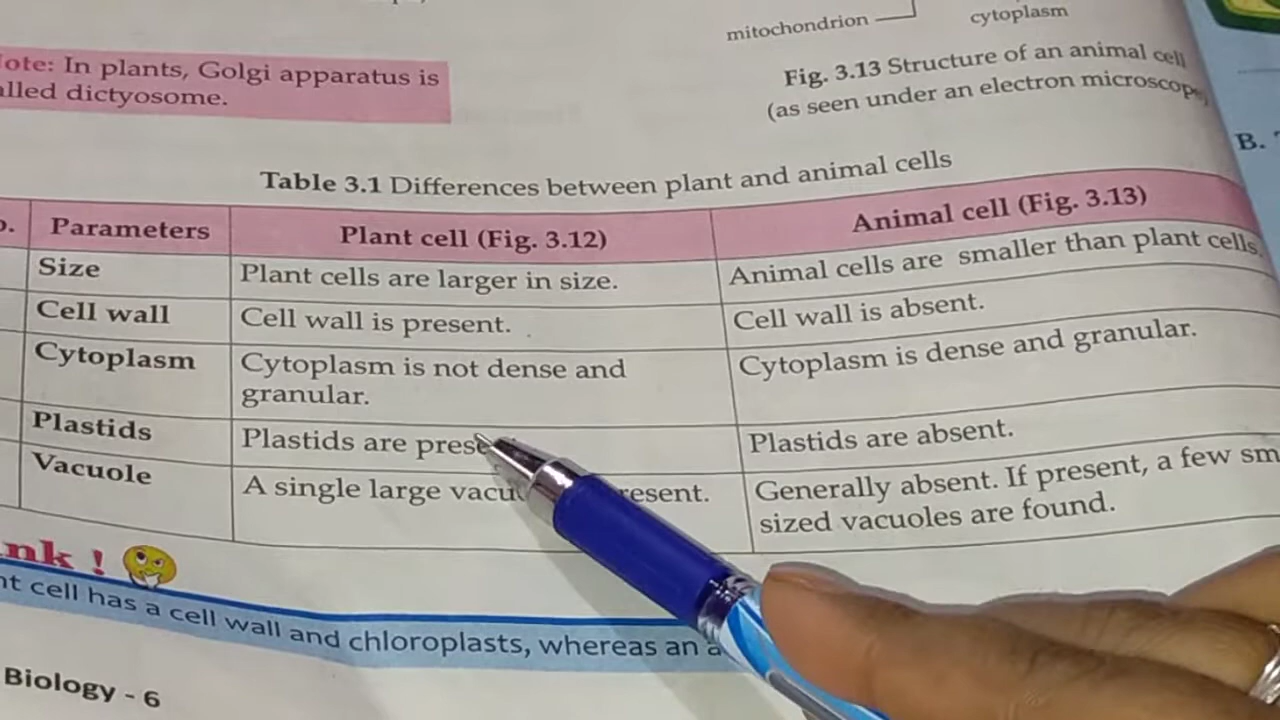 mitochondrion
cytoplasm
Note: In plants, Golgi apparatus is
called dictyosome.
Fig. 3.13 Structure of an animal cell
(as seen under an electron microscope)
B.
Table 3.1 Differences between plant and animal cells
Parameters Plant cell (Fig. 3.12) Animal cell (Fig. 3.13)
Size Plant cells are larger in size. Animal cells are smaller than plant cells.
Cell wall Cell wall is present. Cell wall is absent.
Cytoplasm Cytoplasm is not dense and Cytoplasm is dense and granular.
granular.
Plastids Plastids are prese Plastids are absent.
Vacuole A single large vacu resent. Generally absent. If present, a few sm
sized vacuoles are found.
nk !
nt cell has a cell wall and chloroplasts, whereas an a
Biology - 6